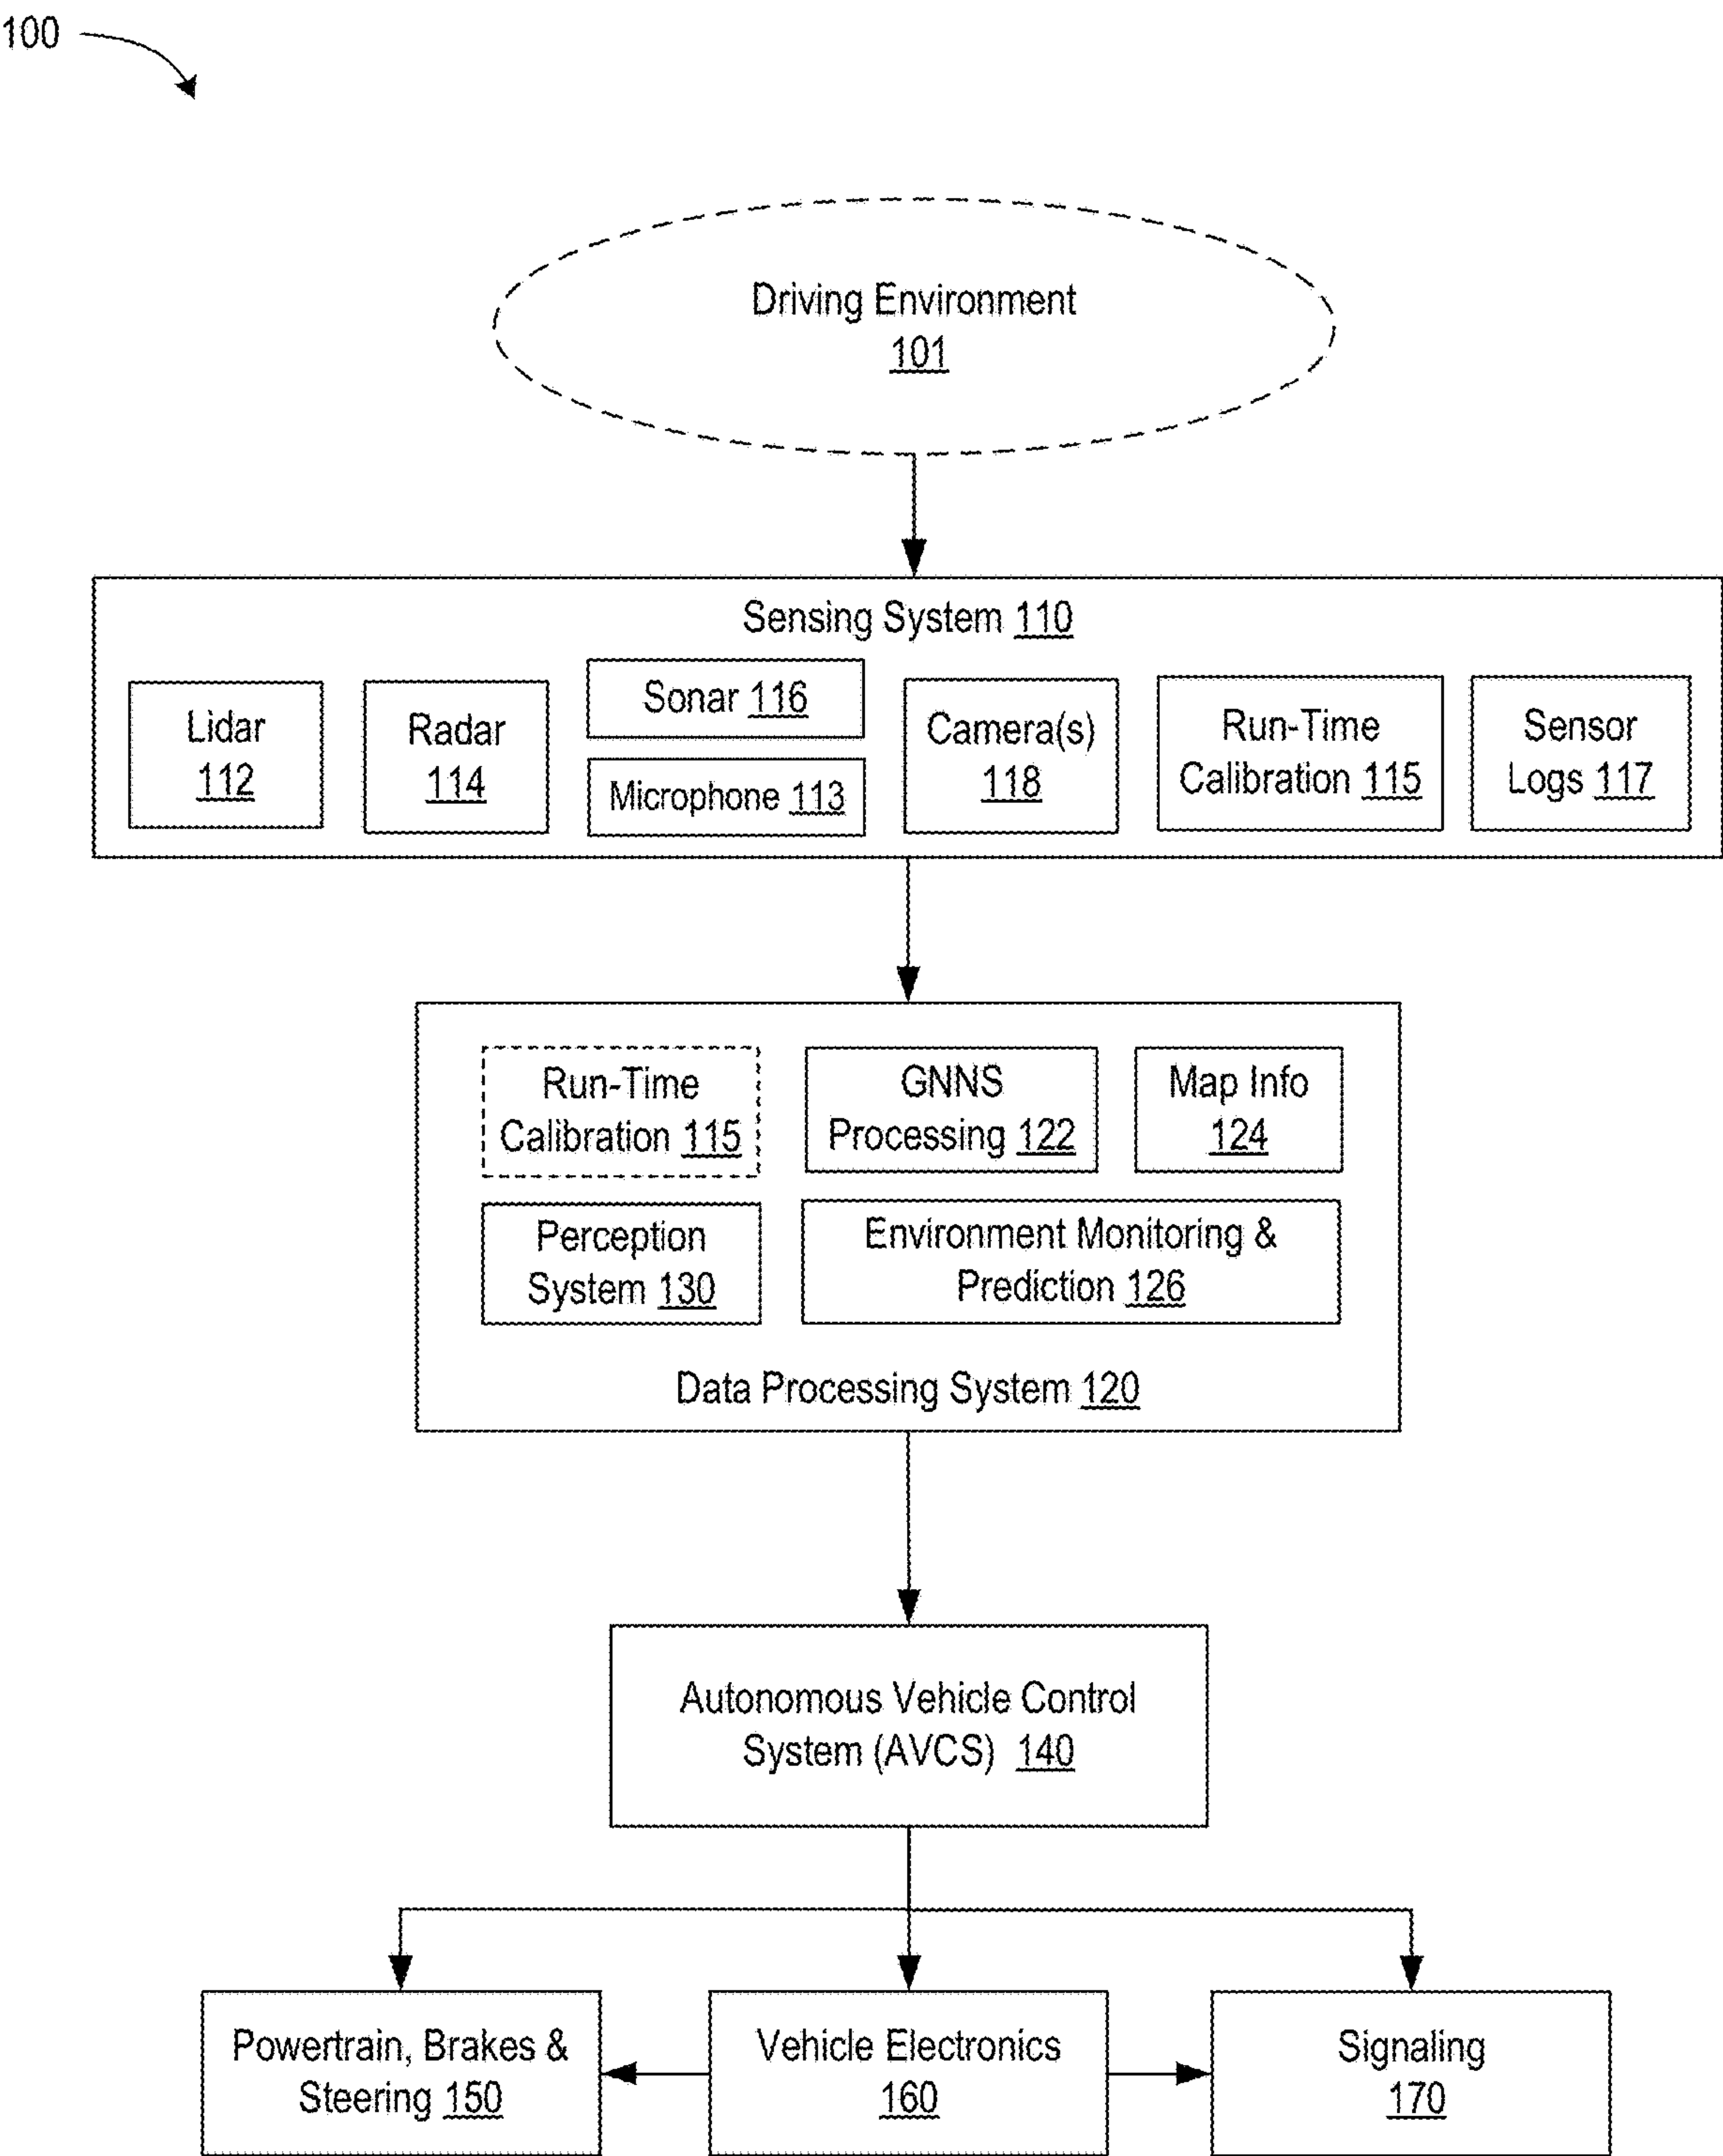 100
Driving Environment
101
Sensing System 110
Lidar
112
Radar
114
Sonar 116
Microphone 113
Camera(s)
118
Run-Time
Calibration 115
Sensor
Logs 117
Run-Time
Calibration 115
GNNS
Processing 122
Map Info
124
Perception
System 130
Environment Monitoring &
Prediction 126
Data Processing System 120
Autonomous Vehicle Control
System (AVCS) 140
Powertrain, Brakes &
Steering 150
Vehicle Electronics
160
Signaling
170